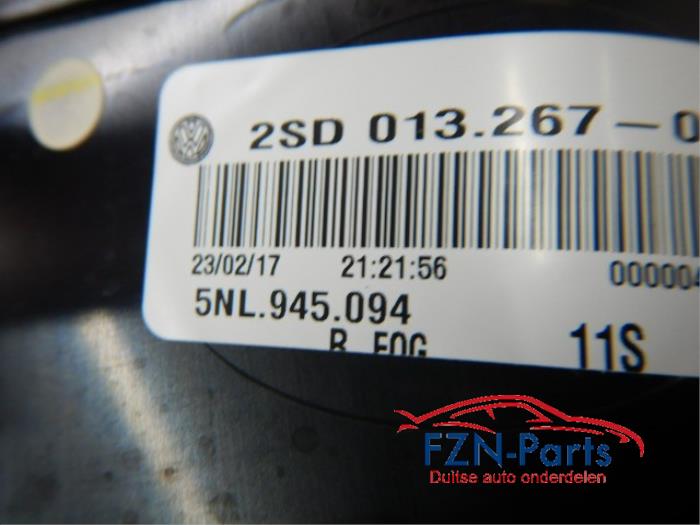 2SD 013.267-0
23/02/17 21:21:56 000004
5NL.945.094
R FOG 11S
FZN-Parts
Duitse auto onderdelen